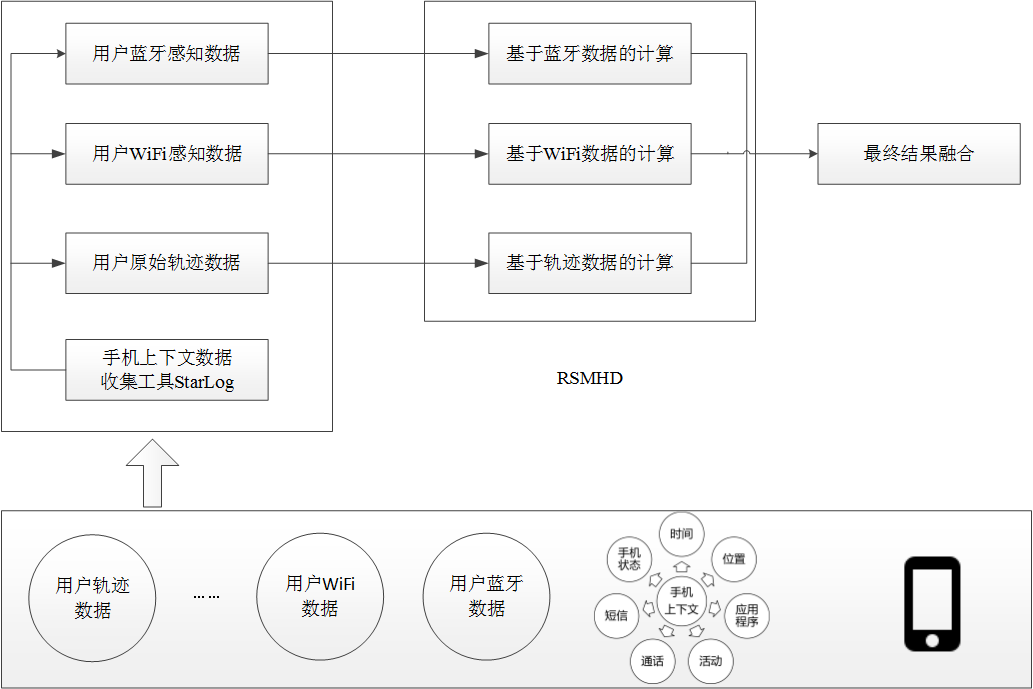 用户蓝牙感知数据
基于蓝牙数据的计算
用户WiFi感知数据
基于WiFi数据的计算
最终结果融合
用户原始轨迹数据
基于轨迹数据的计算
手机上下文数据
收集工具StarLog
RSMHD
用户轨迹
数据
……
用户WiFi
数据
用户蓝牙
数据
时间
手机
状态
位置
手机
上下文
短信
应用
程序
通话
活动